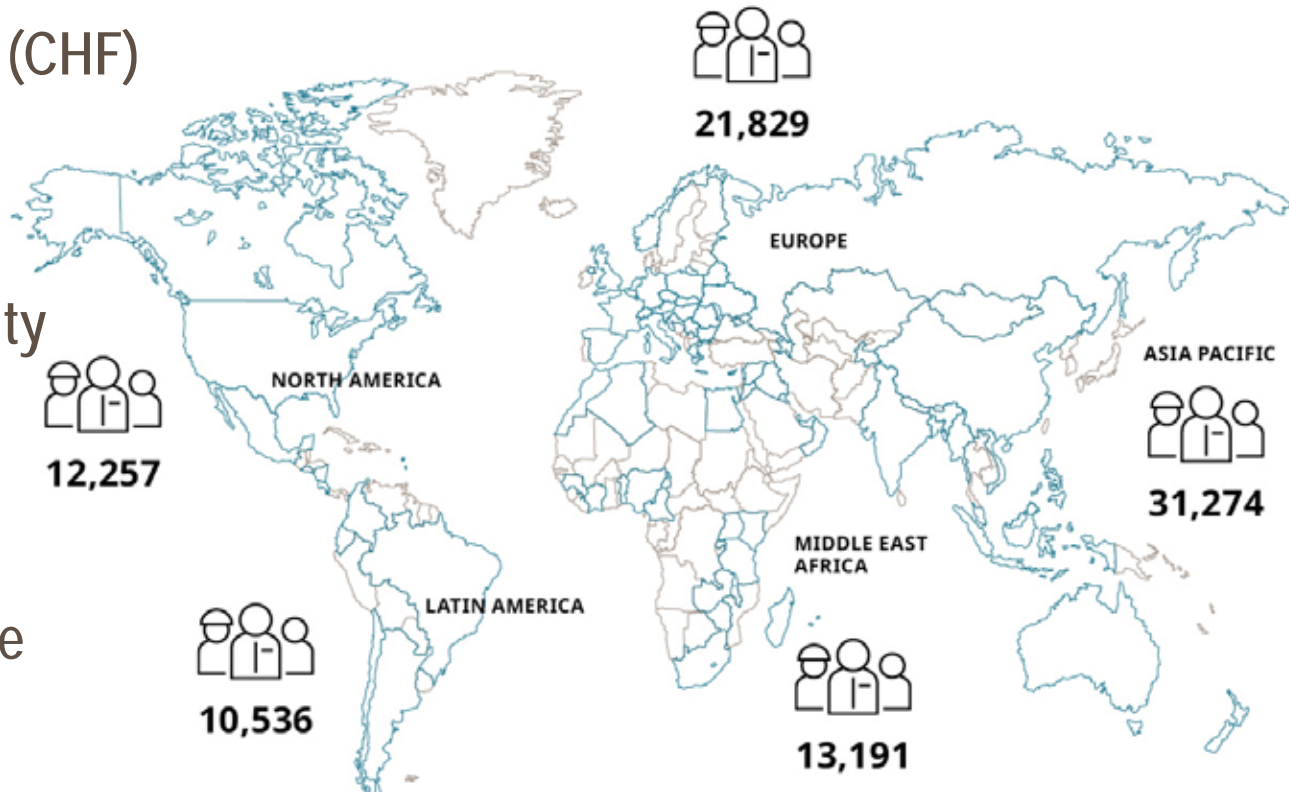 (CHF)
21,829
EUROPE
ty
ASIA PACIFIC
NORTH AMERICA
12,257
31,274
MIDDLE EAST
AFRICA
LATIN AMERICA
e
10,536
13,191